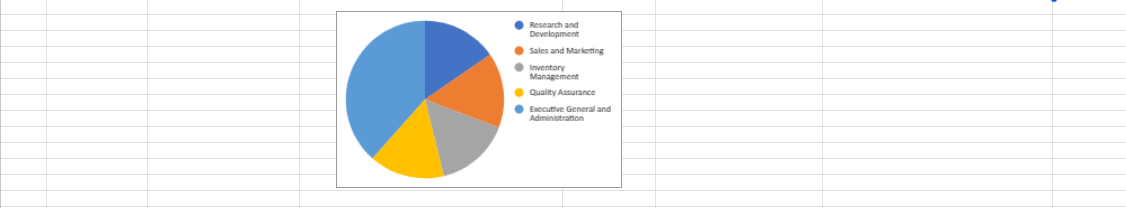 Research and
Development
Sales and Marketing
Inventory
Management
Quality Assurance
Executive General and
Administration